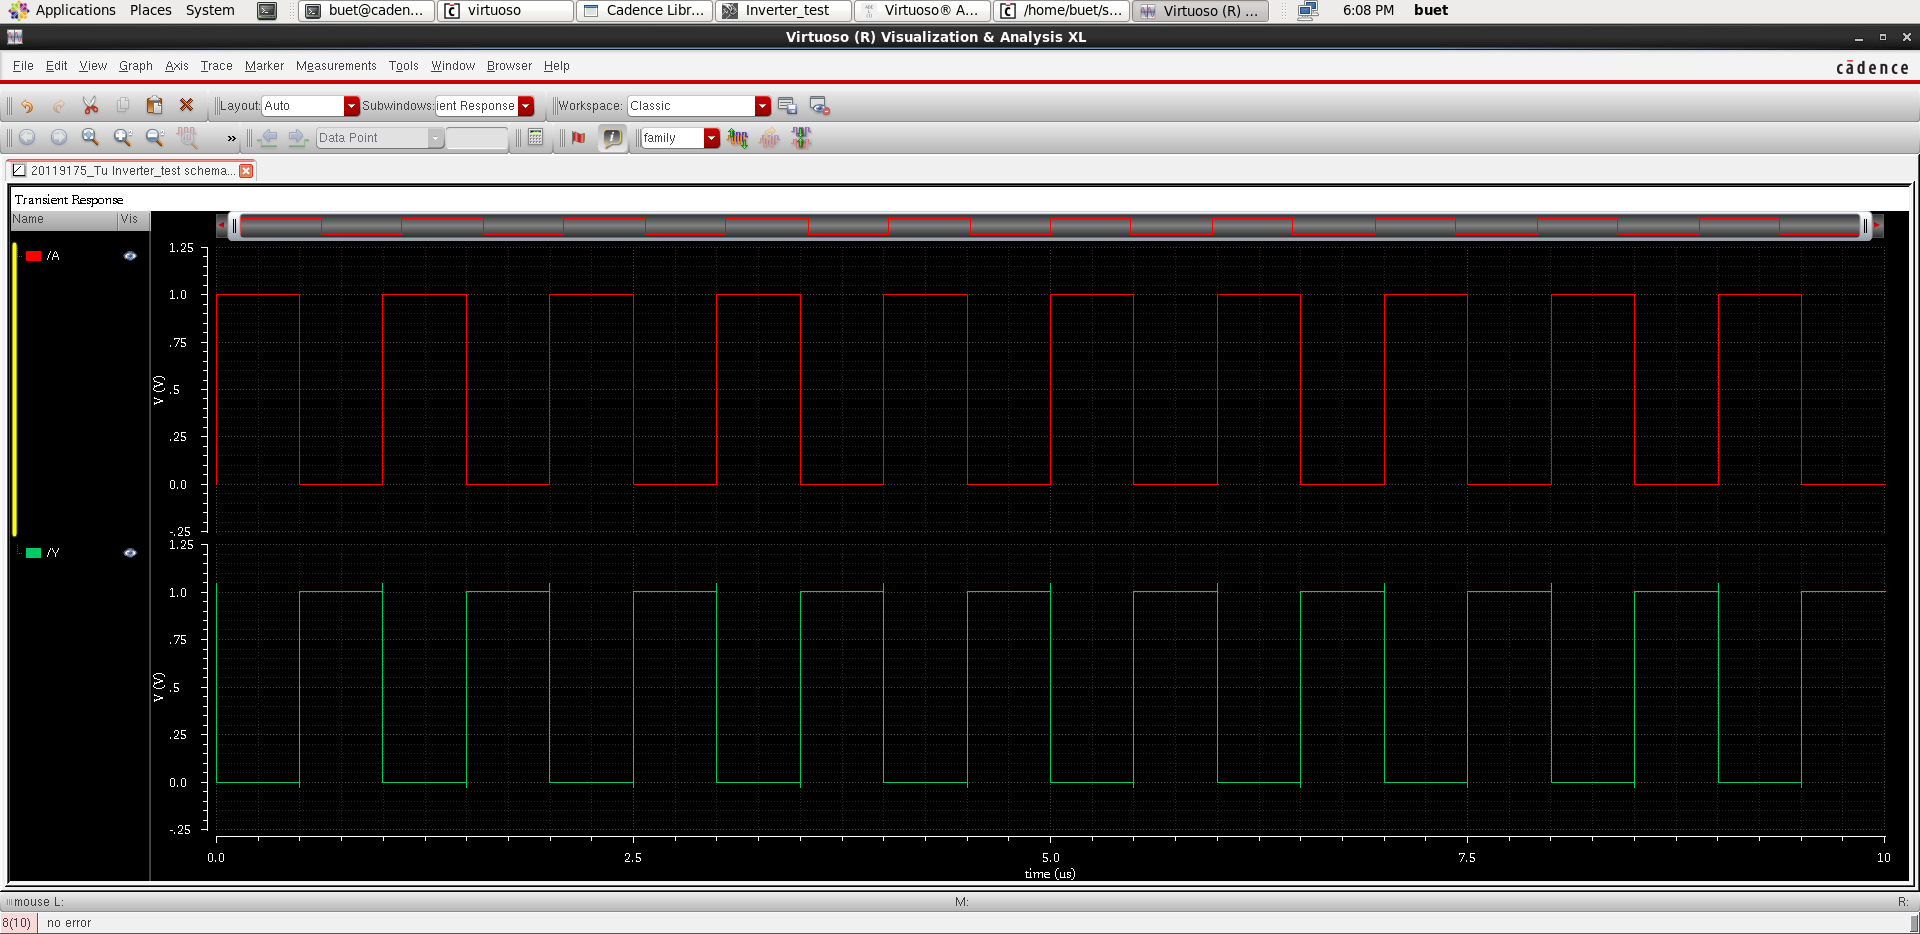 Applications Places System buet@caden... virtuoso Cadence Libr... Inverter_test Virtuoso® A... /home/buet/s... Virtuoso (R) ... 6:08 PM buet
Virtuoso (R) Visualization & Analysis XL
File Edit View Graph Axis Trace Marker Measurements Tools Window Browser Help cādence
Layout: Auto Subwindows: ient Response Workspace: Classic
» Data Point family
20119175_Tu Inverter_test schema...
Transient Response
Name Vis
/A
1.25
1.0
.75
V (V) .5
.25
0.0
-.25
/Y
1.25
1.0
.75
V (V) .5
.25
0.0
-.25
0.0 2.5 5.0 7.5 10
time (us)
mouse L: M: R:
8(10) no error